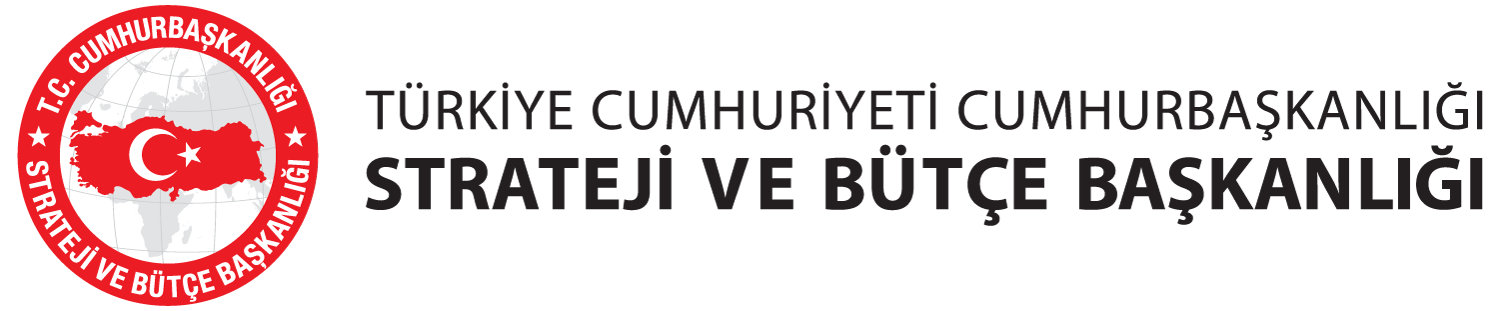 T.C. CUMHURBAŞKANLIĞI
STRATEJİ VE BÜTÇE BAŞKANLIĞI
TÜRKİYE CUMHURİYETİ CUMHURBAŞKANLIĞI
STRATEJİ VE BÜTÇE BAŞKANLIĞI